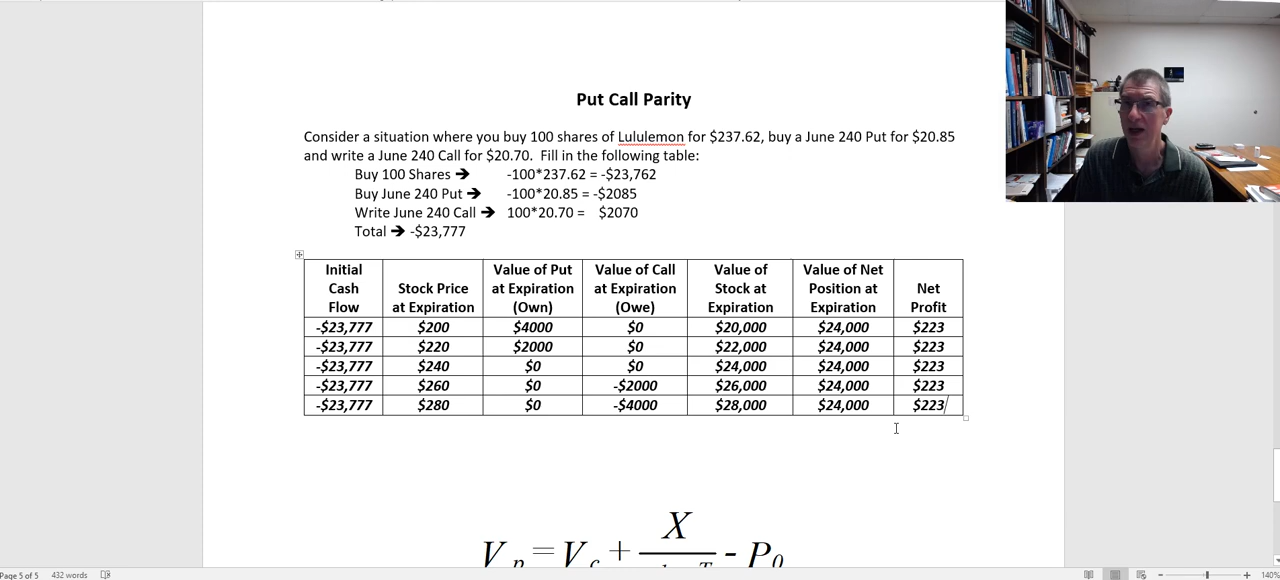 Put Call Parity
Consider a situation where you buy 100 shares of Lululemon for $237.62, buy a June 240 Put for $20.85
and write a June 240 Call for $20.70. Fill in the following table:
Buy 100 Shares ➔ -100*237.62 = -$23,762
Buy June 240 Put ➔ -100*20.85 = -$2085
Write June 240 Call ➔ 100*20.70 = $2070
Total ➔ -$23,777
Initial Cash Flow | Stock Price at Expiration | Value of Put at Expiration (Own) | Value of Call at Expiration (Owe) | Value of Stock at Expiration | Value of Net Position at Expiration | Net Profit
-$23,777 $200 $4000 $0 $20,000 $24,000 $223
-$23,777 $220 $2000 $0 $22,000 $24,000 $223
-$23,777 $240 $0 $0 $24,000 $24,000 $223
-$23,777 $260 $0 -$2000 $26,000 $24,000 $223
-$23,777 $280 $0 -$4000 $28,000 $24,000 $223
X
V p = V c + - P 0
Page 5 of 5 432 words 140%